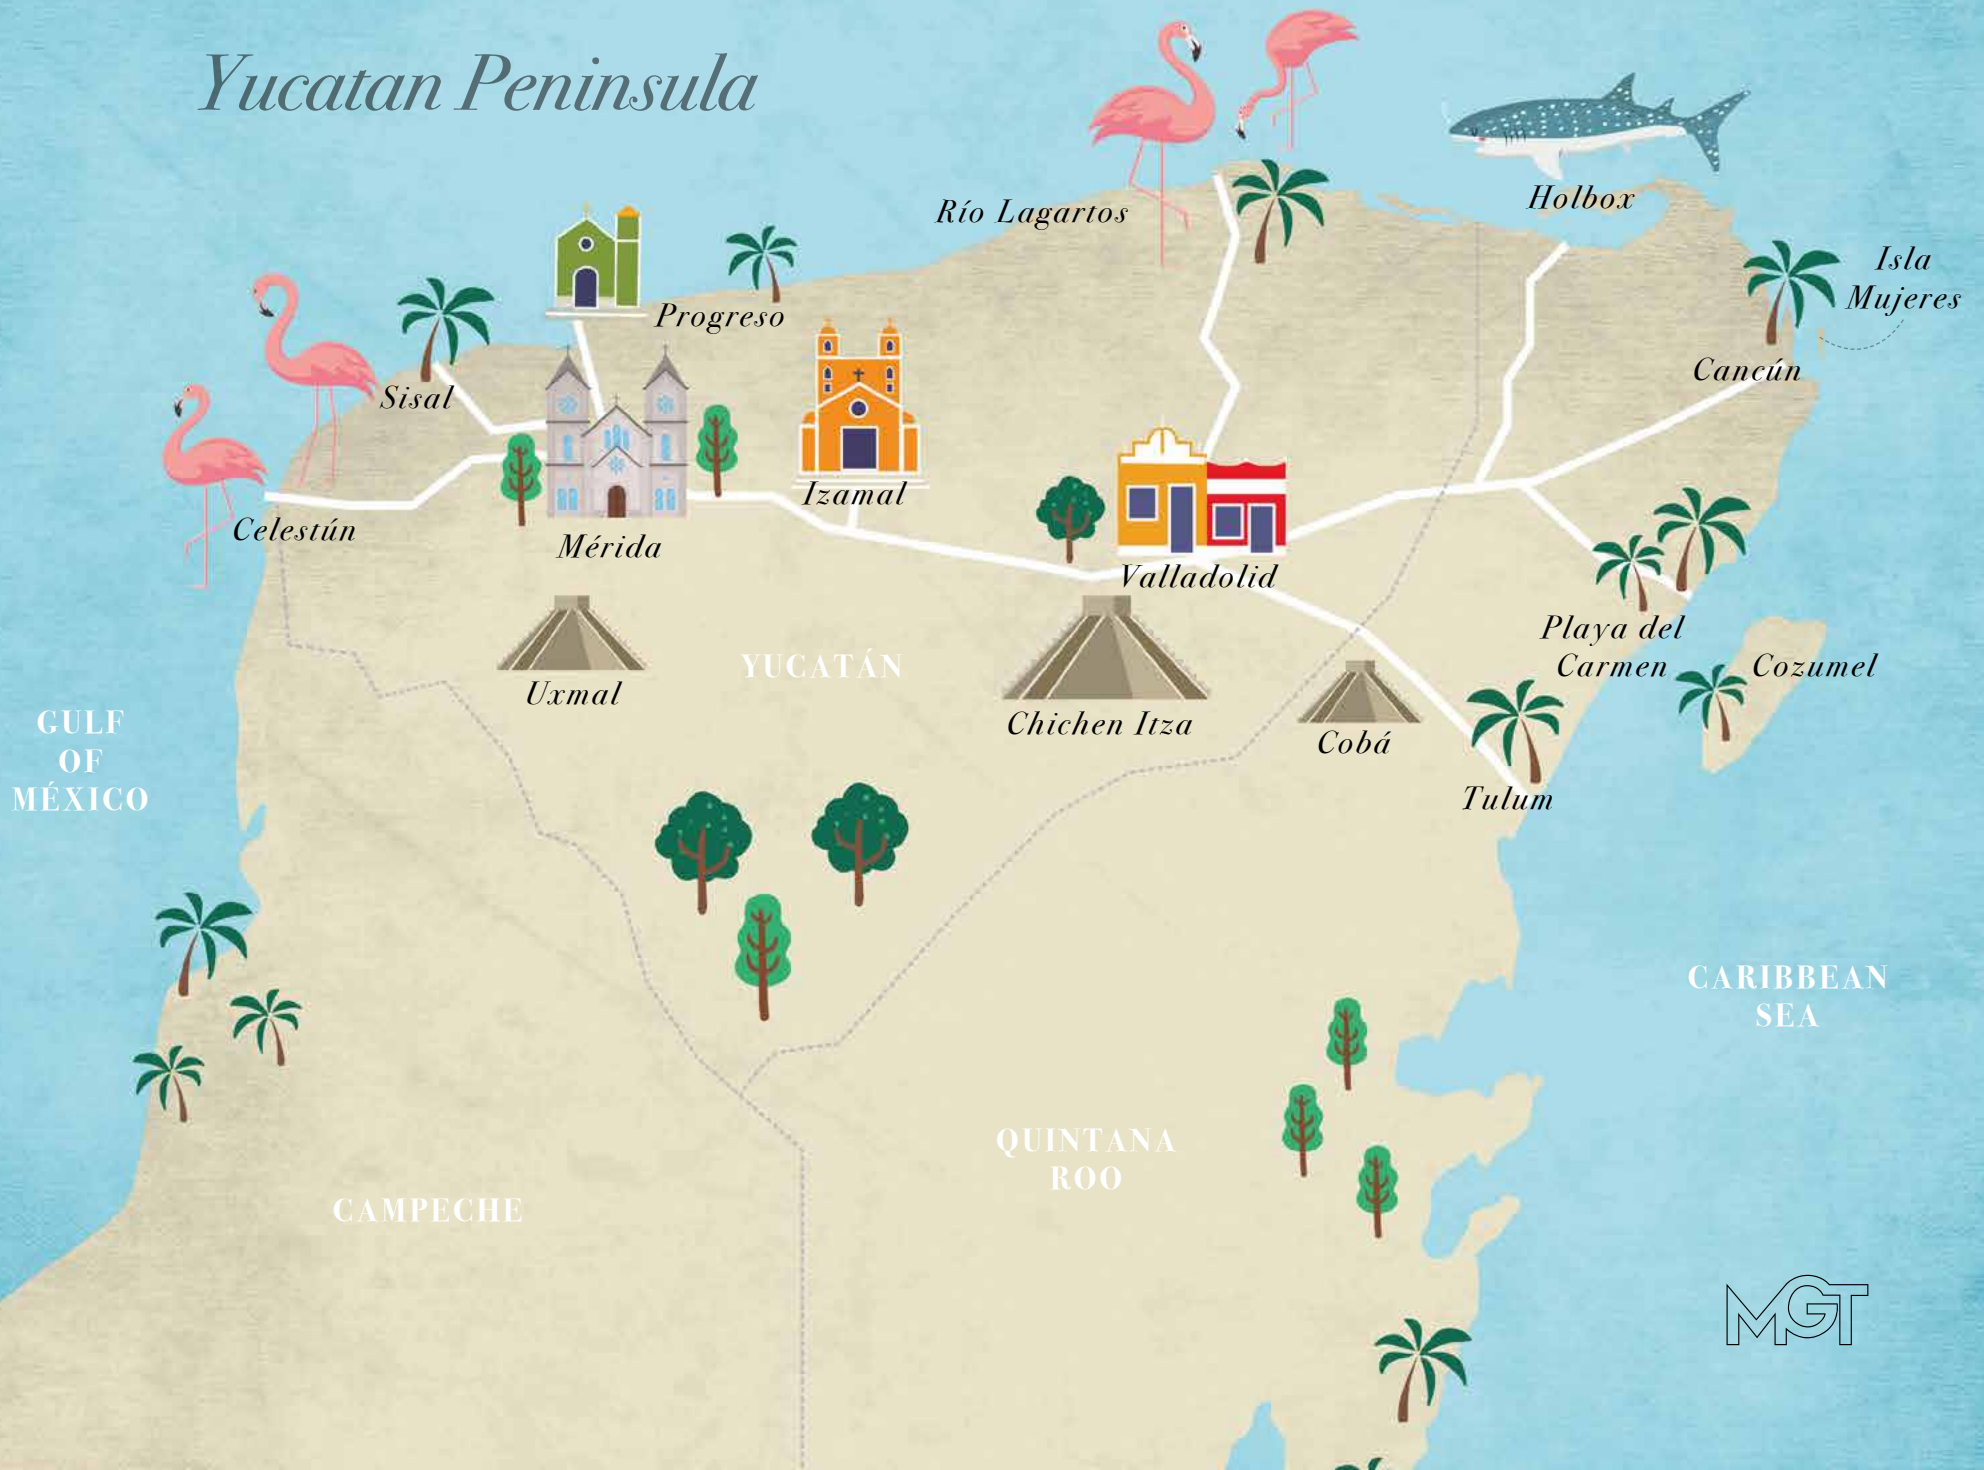 Yucatan Peninsula
Río Lagartos
Holbox
Isla
Mujeres
Progreso
Sisal
Cancún
Izamal
Celestún
Mérida
Valladolid
Playa del
Carmen
Cozumel
Uxmal
YUCATÁN
Chichen Itza
Cobá
Tulum
GULF
OF
MÉXICO
CARIBBEAN
SEA
QUINTANA
ROO
CAMPECHE
MGT